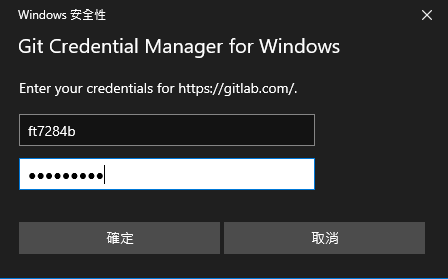 Windows 安全性
Git Credential Manager for Windows
Enter your credentials for https://gitlab.com/.
ft7284b
●●●●●●●●●
確定
取消